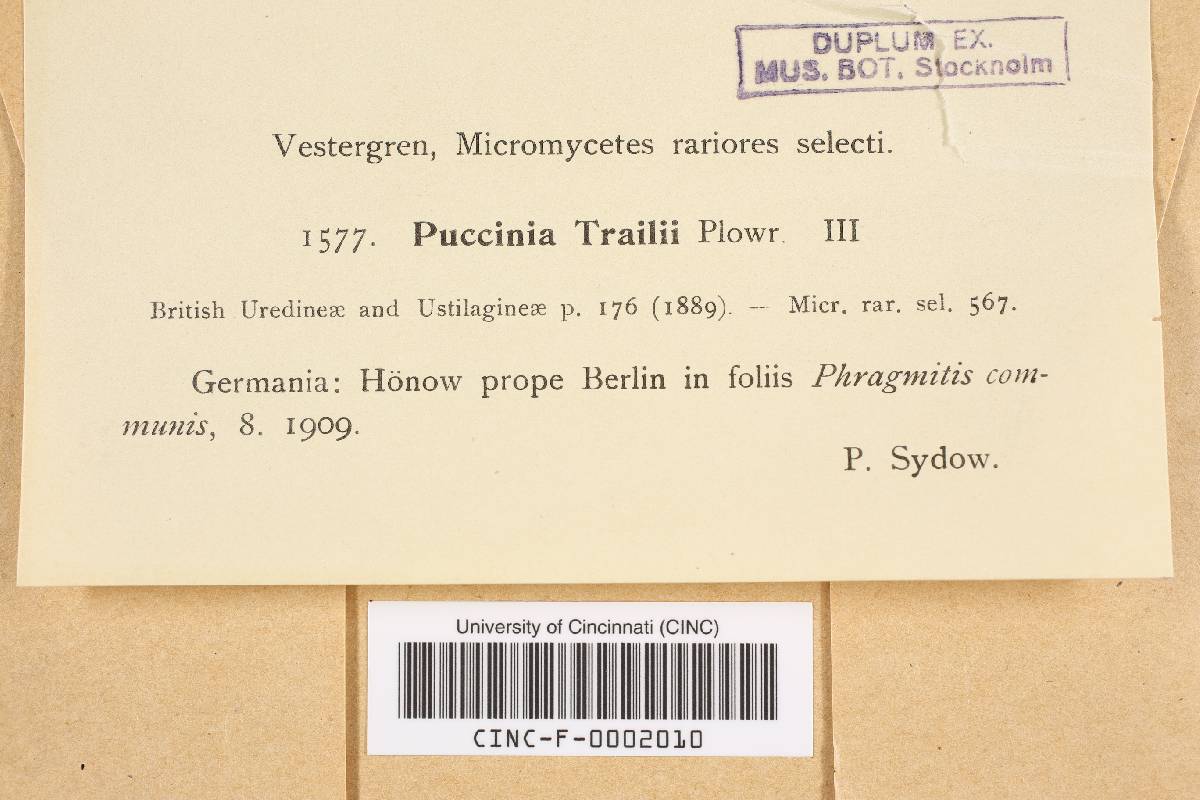 DUPLUM EX.
MUS. BOT. Stockholm
Vestergren, Micromycetes rariores selecti.
1577. Puccinia Trailii Plowr. III
British Uredineæ and Ustilagineæ p. 176 (1889). — Micr. rar. sel. 567.
Germania: Hönow prope Berlin in foliis Phragmitis com-
munis, 8. 1909.
P. Sydow.
University of Cincinnati (CINC)
CINC-F-0002010